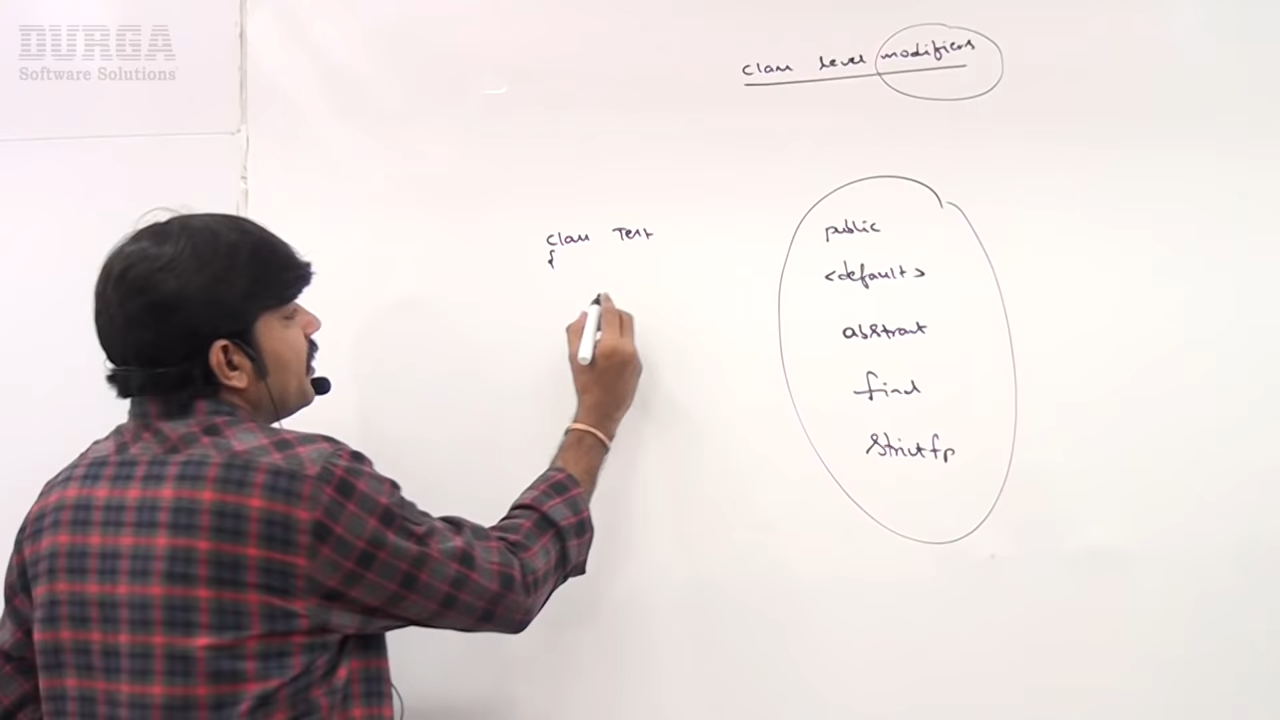 DURGA
Software Solutions
class level modifiers
class Test
{
public
<default>
abstract
final
strictfp